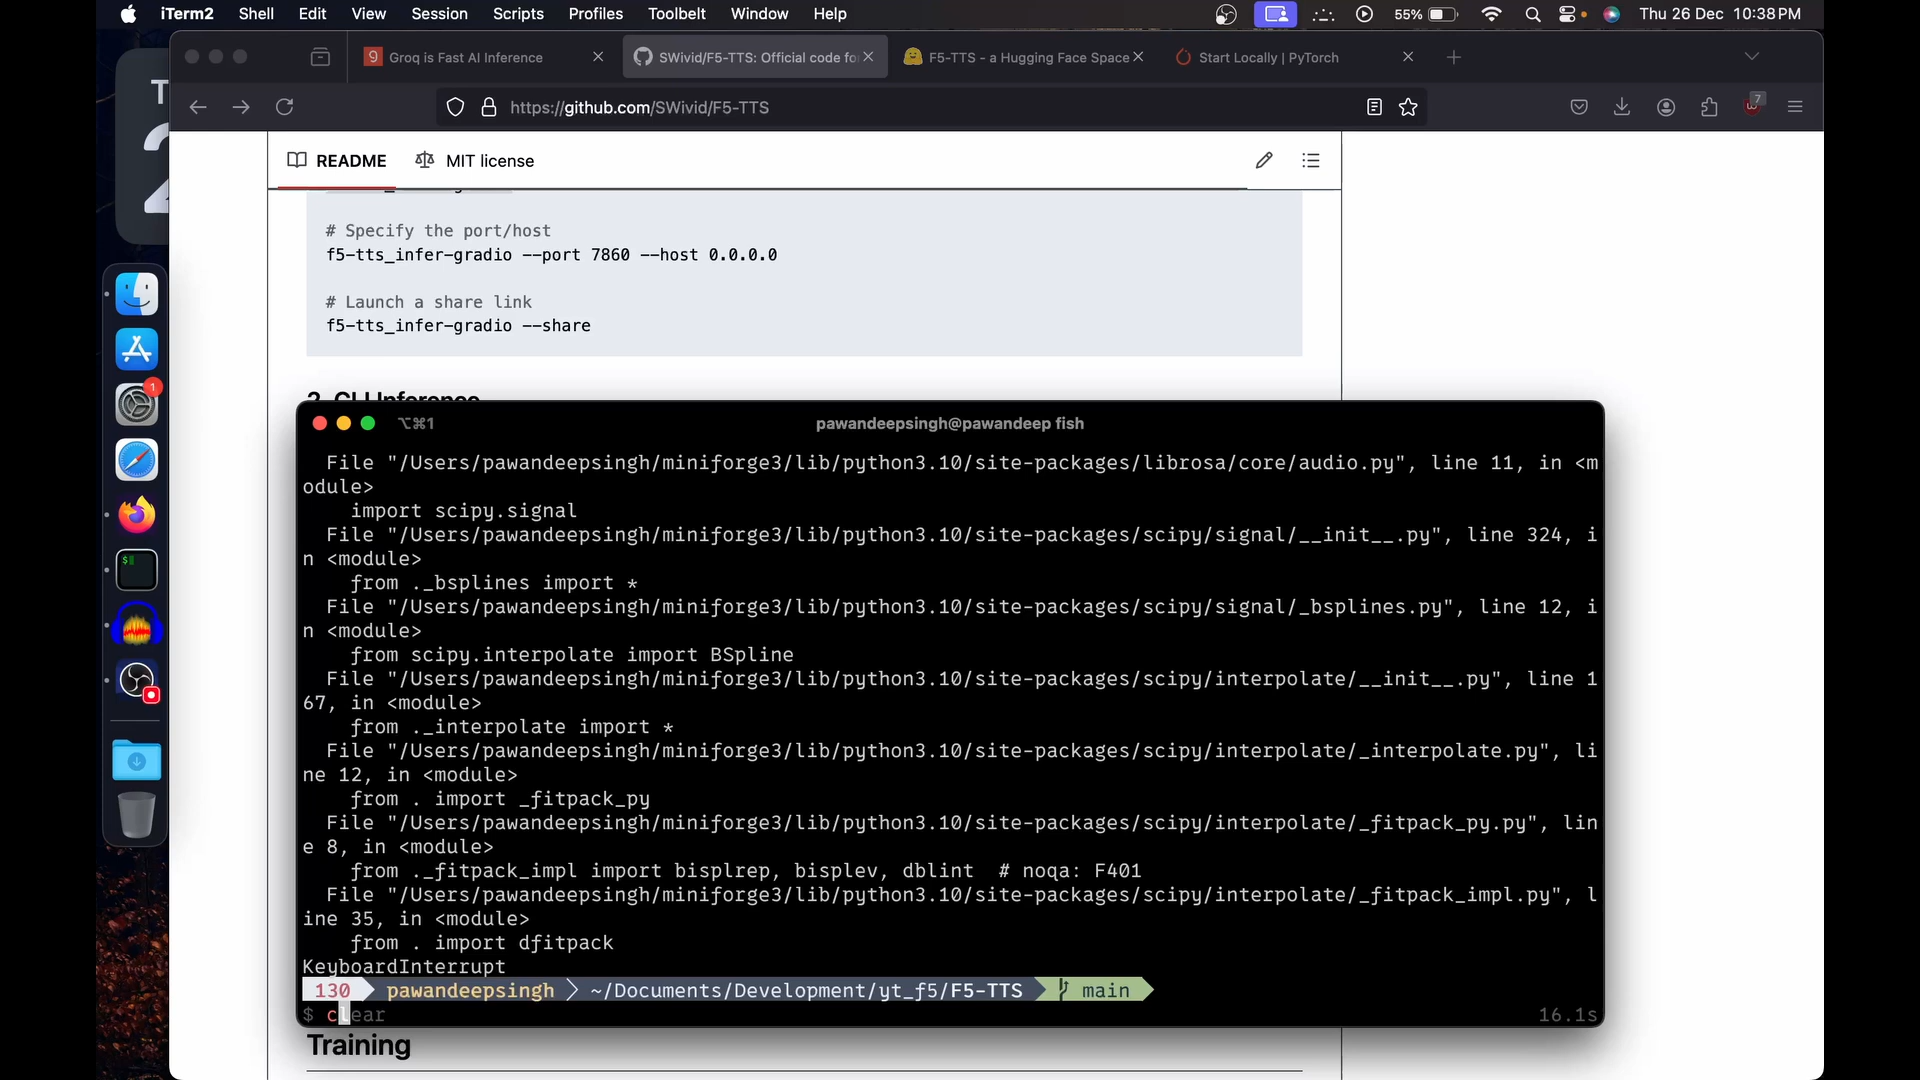 iTerm2 Shell Edit View Session Scripts Profiles Toolbelt Window Help 55% Thu 26 Dec 10:38 PM
Groq is Fast AI Inference
SWivid/F5-TTS: Official code fo
F5-TTS - a Hugging Face Space
Start Locally | PyTorch
https://github.com/SWivid/F5-TTS
7
README
MIT license
# Specify the port/host
f5-tts_infer-gradio --port 7860 --host 0.0.0.0
# Launch a share link
f5-tts_infer-gradio --share
2. CLI Inference
1
⌥⌘1
pawandeepsingh@pawandeep fish
File "/Users/pawandeepsingh/miniforge3/lib/python3.10/site-packages/librosa/core/audio.py", line 11, in <m
odule>
import scipy.signal
File "/Users/pawandeepsingh/miniforge3/lib/python3.10/site-packages/scipy/signal/__init__.py", line 324, i
n <module>
from ._bsplines import *
File "/Users/pawandeepsingh/miniforge3/lib/python3.10/site-packages/scipy/signal/_bsplines.py", line 12, i
n <module>
from scipy.interpolate import BSpline
File "/Users/pawandeepsingh/miniforge3/lib/python3.10/site-packages/scipy/interpolate/__init__.py", line 1
67, in <module>
from ._interpolate import *
File "/Users/pawandeepsingh/miniforge3/lib/python3.10/site-packages/scipy/interpolate/_interpolate.py", li
ne 12, in <module>
from . import _fitpack_py
File "/Users/pawandeepsingh/miniforge3/lib/python3.10/site-packages/scipy/interpolate/_fitpack_py.py", lin
e 8, in <module>
from ._fitpack_impl import bisplrep, bisplev, dblint # noqa: F401
File "/Users/pawandeepsingh/miniforge3/lib/python3.10/site-packages/scipy/interpolate/_fitpack_impl.py", l
ine 35, in <module>
from . import dfitpack
KeyboardInterrupt
130 pawandeepsingh ~/Documents/Development/yt_f5/F5-TTS main
$ clear 16.1s
Training